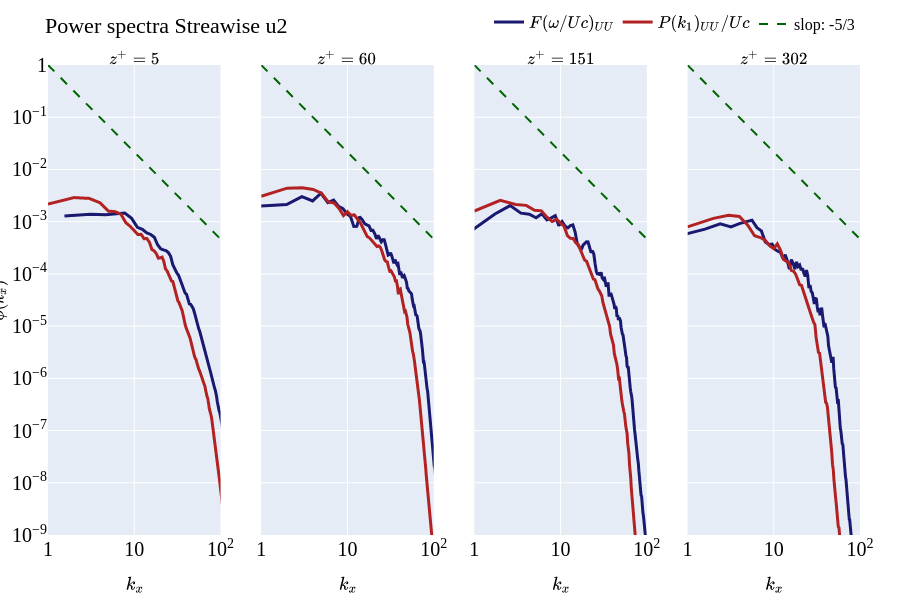 Power spectra Streawise u2
F(ω/Uc)_UU P(k_1)_UU/Uc slop: -5/3
z^+ = 5 z^+ = 60 z^+ = 151 z^+ = 302
1
10^−1
10^−2
10^−3
10^−4
10^−5
10^−6
10^−7
10^−8
10^−9
1 10 10^2 1 10 10^2 1 10 10^2 1 10 10^2
k_x k_x k_x k_x